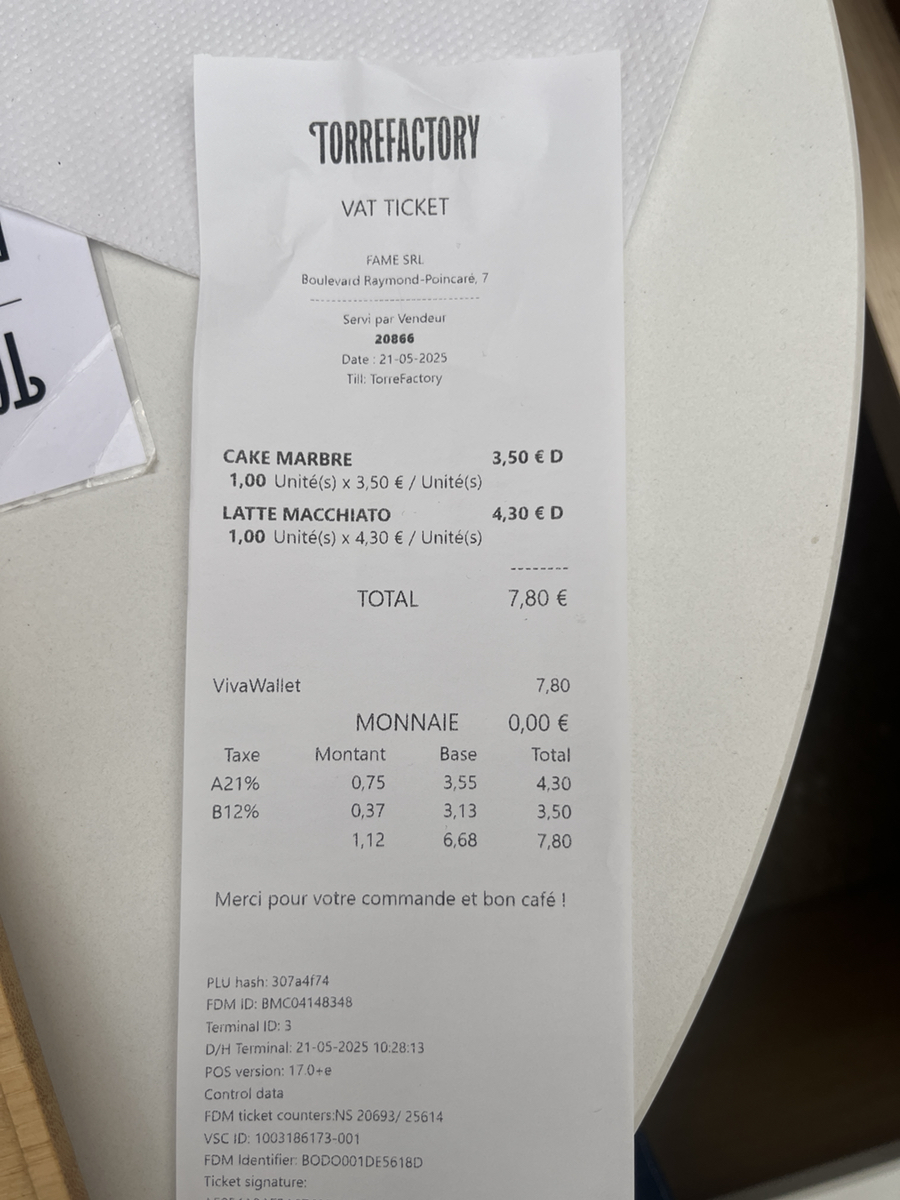 TORREFACTORY
VAT TICKET
FAME SRL
Boulevard Raymond-Poincaré, 7
Servi par Vendeur
20866
Date : 21-05-2025
Till: TorreFactory
CAKE MARBRE 3,50 € D
1,00 Unité(s) x 3,50 € / Unité(s)
LATTE MACCHIATO 4,30 € D
1,00 Unité(s) x 4,30 € / Unité(s)
--------
TOTAL 7,80 €
VivaWallet 7,80
MONNAIE 0,00 €
Taxe Montant Base Total
A21% 0,75 3,55 4,30
B12% 0,37 3,13 3,50
1,12 6,68 7,80
Merci pour votre commande et bon café !
PLU hash: 307a4f74
FDM ID: BMC04148348
Terminal ID: 3
D/H Terminal: 21-05-2025 10:28:13
POS version: 17.0+e
Control data
FDM ticket counters:NS 20693/ 25614
VSC ID: 1003186173-001
FDM Identifier: BODO001DE5618D
Ticket signature: